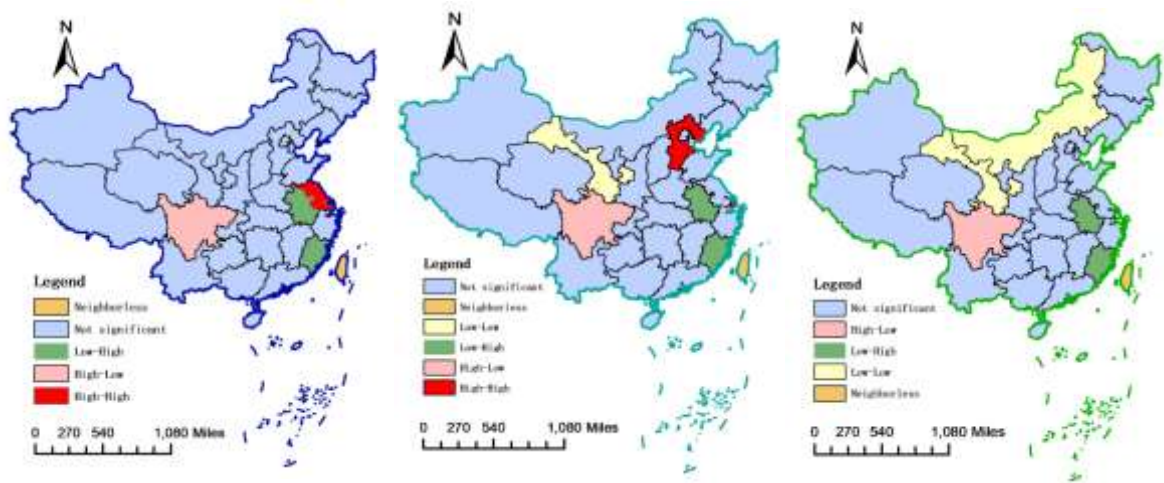 N
Legend
Neighborless
Not significant
Low-High
High-Low
High-High
0 270 540 1,080 Miles
N
Legend
Not significant
Neighborless
Low-Low
Low-High
High-Low
High-High
0 270 540 1,080 Miles
N
Legend
Not significant
High-Low
Low-High
Low-Low
Neighborless
0 270 540 1,080 Miles